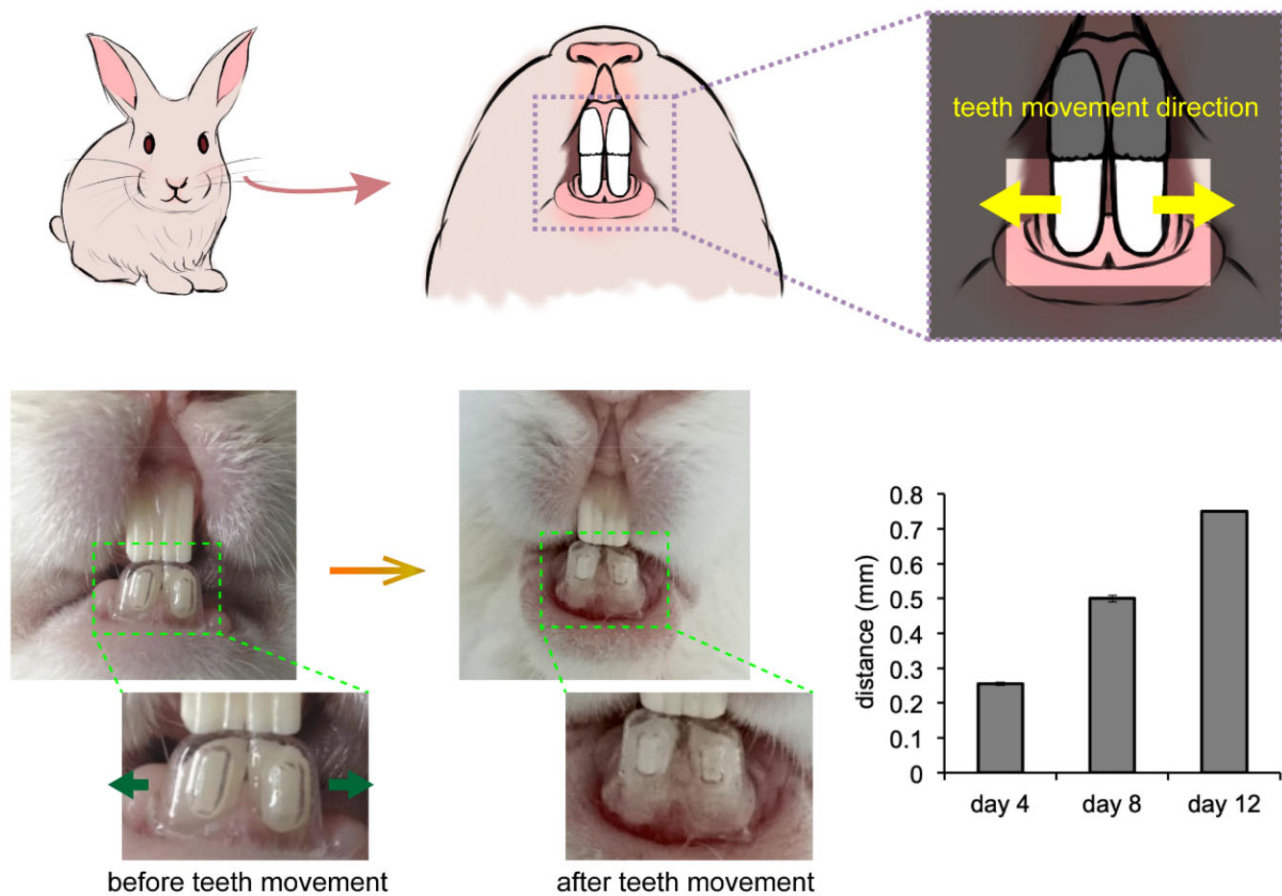 teeth movement direction
before teeth movement
after teeth movement
distance (mm)
0.8
0.7
0.6
0.5
0.4
0.3
0.2
0.1
0
day 4
day 8
day 12